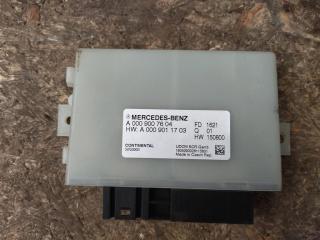 MERCEDES-BENZ
A 000 900 76 04 FD 1621
HW: A 000 901 17 03 Q 01
HW 150800
CONTINENTAL
Made in Czech Rep.